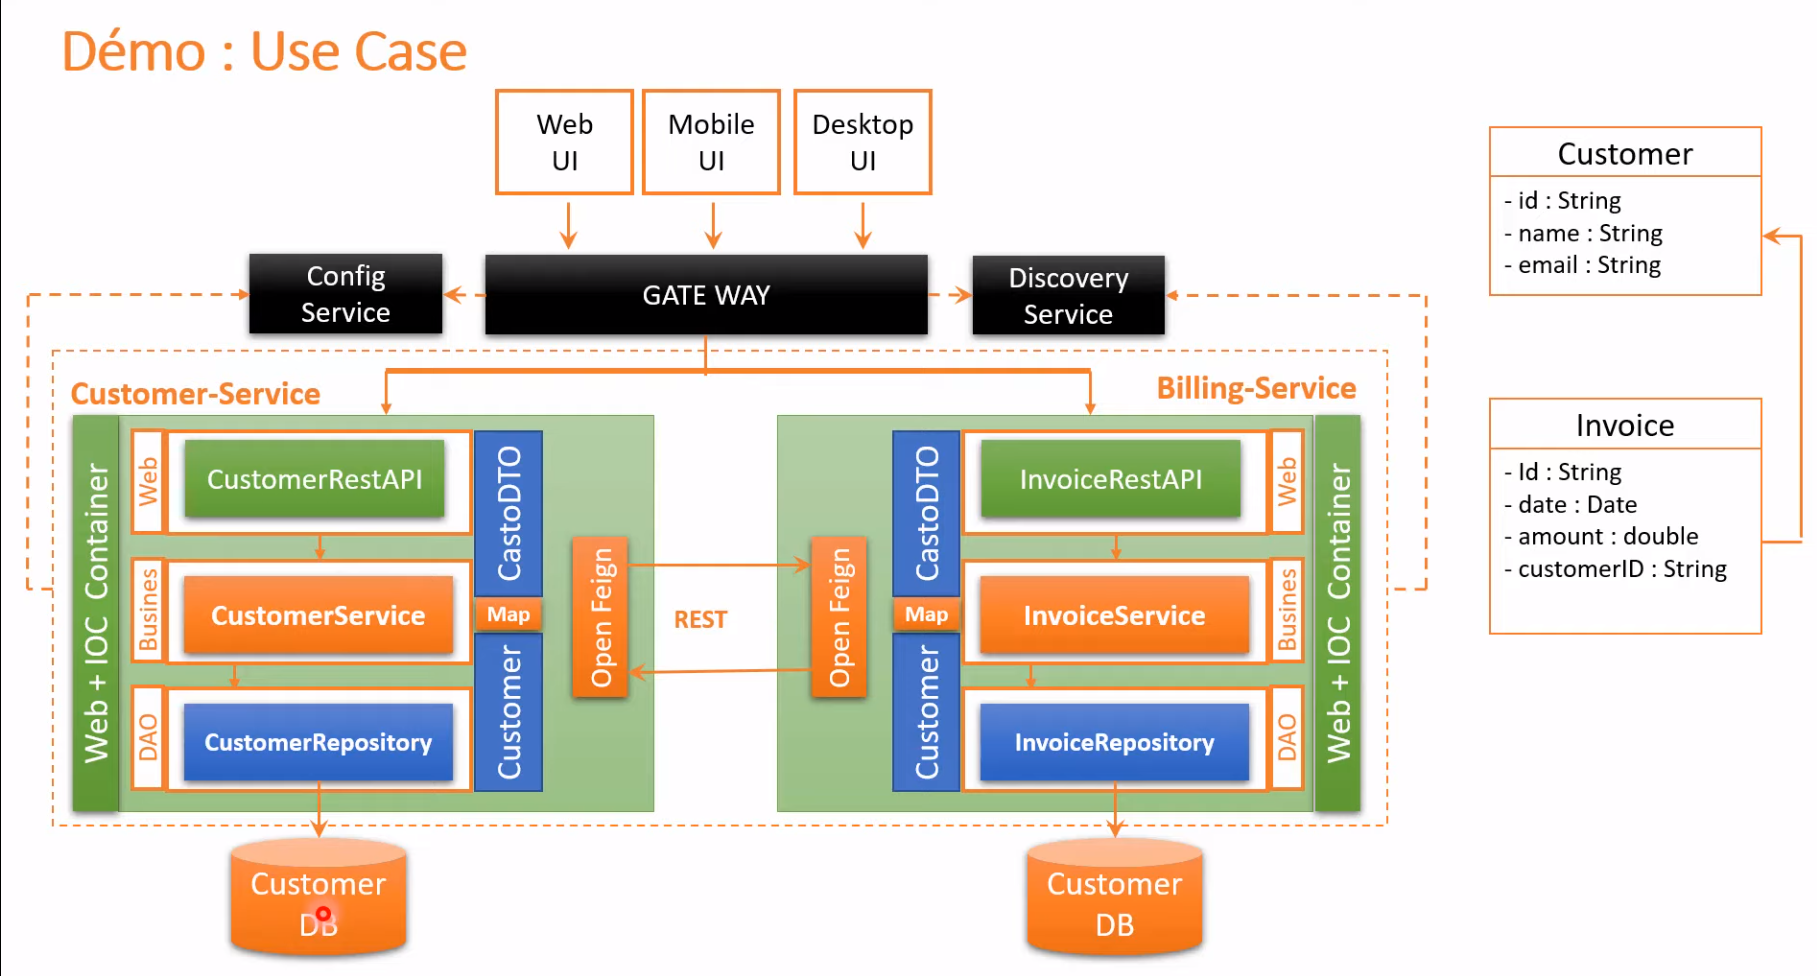 Démo : Use Case
Web
UI
Mobile
UI
Desktop
UI
Config
Service
GATE WAY
Discovery
Service
Customer-Service
Billing-Service
Web + IOC  Container
Web
CustomerRestAPI
CastoDTO
Busines
CustomerService
Map
DAO
CustomerRepository
Customer
Open Feign
REST
Open Feign
CastoDTO
InvoiceRestAPI
Web
Map
InvoiceService
Busines
Customer
InvoiceRepository
DAO
Web + IOC  Container
Customer
DB
Customer
DB
Customer
- id : String
- name : String
- email : String
Invoice
- Id : String
- date : Date
- amount : double
- customerID : String